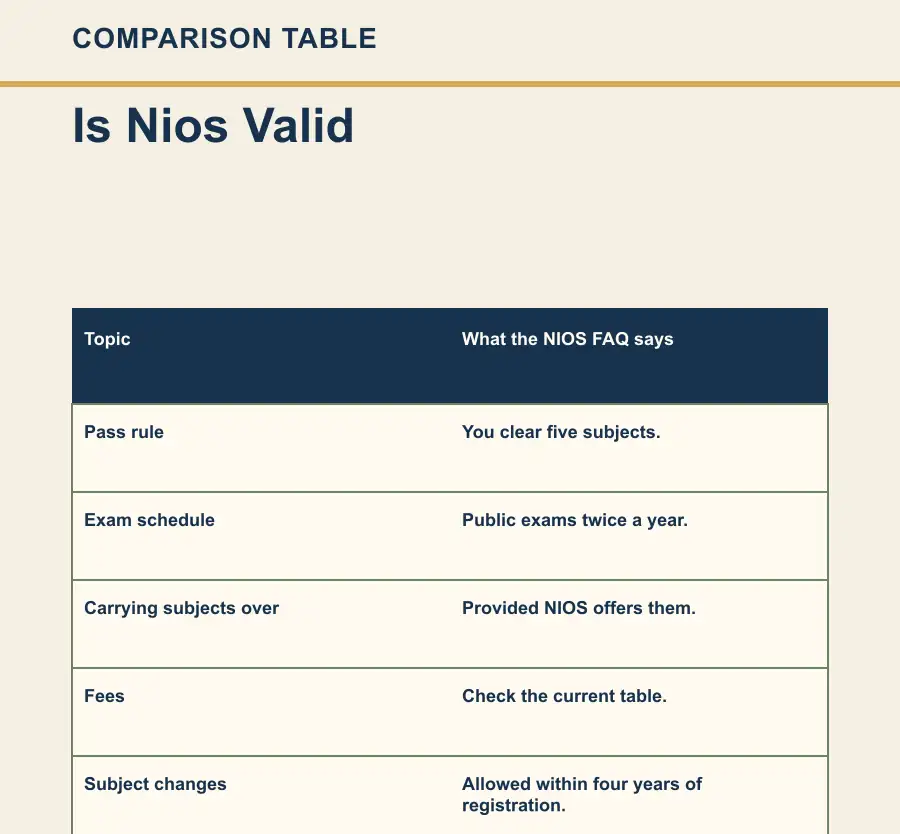 COMPARISON TABLE
Is Nios Valid
Topic
What the NIOS FAQ says
Pass rule
You clear five subjects.
Exam schedule
Public exams twice a year.
Carrying subjects over
Provided NIOS offers them.
Fees
Check the current table.
Subject changes
Allowed within four years of
registration.